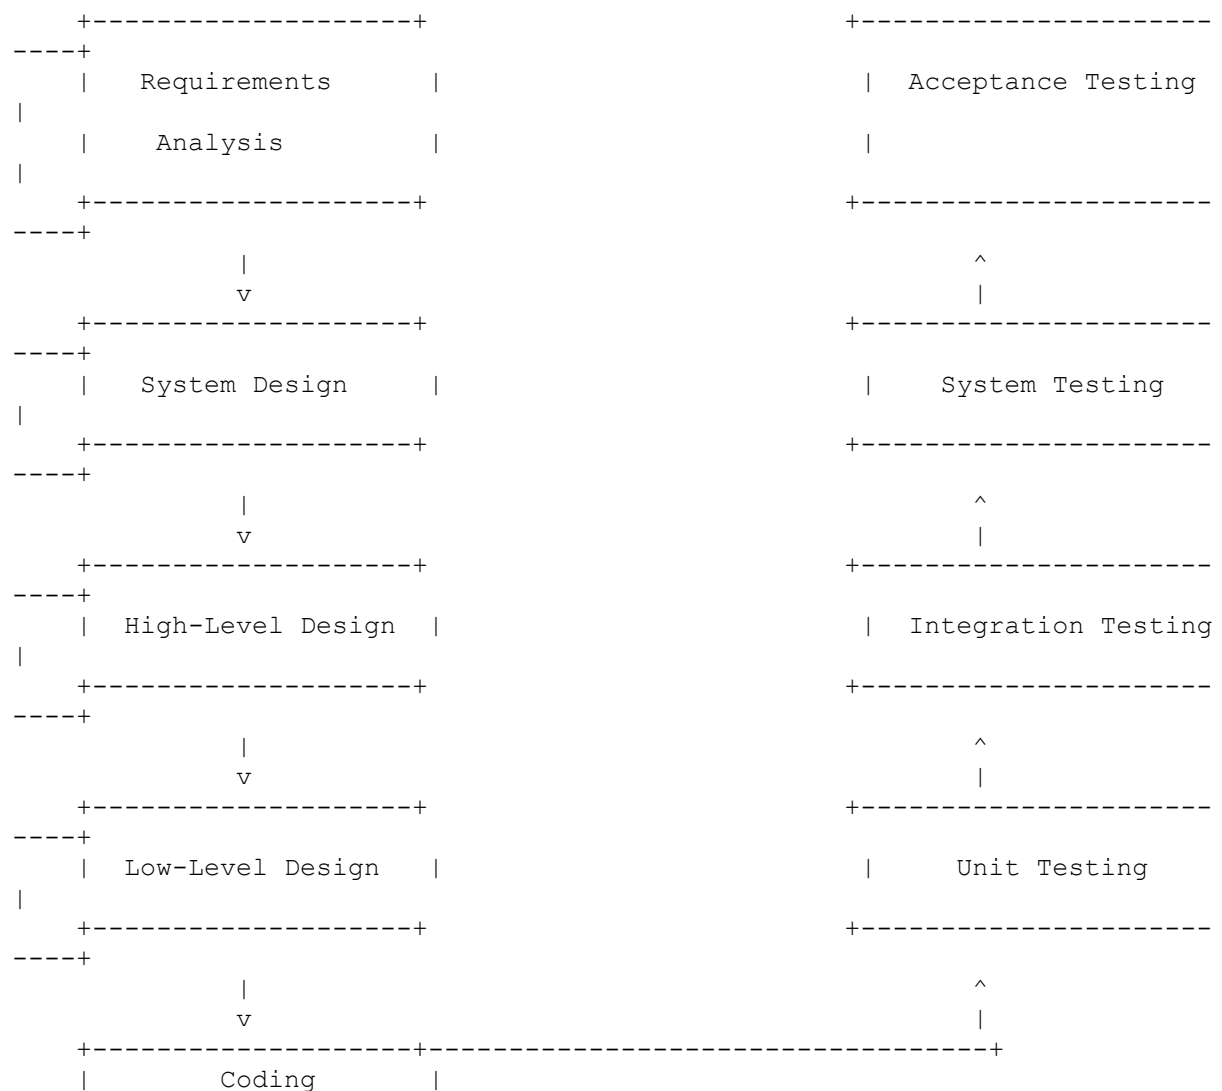 +--------------------+                          +----------------------
----+
    |   Requirements      |                          |  Acceptance Testing
|
    |    Analysis         |                          |
|
    +--------------------+                          +----------------------
----+
              |                                             ^
              v                                             |
    +--------------------+                          +----------------------
----+
    |   System Design     |                          |    System Testing
|
    +--------------------+                          +----------------------
----+
              |                                             ^
              v                                             |
    +--------------------+                          +----------------------
----+
    |  High-Level Design  |                          |  Integration Testing
|
    +--------------------+                          +----------------------
----+
              |                                             ^
              v                                             |
    +--------------------+                          +----------------------
----+
    |  Low-Level Design   |                          |     Unit Testing
|
    +--------------------+                          +----------------------
----+
              |                                             ^
              v                                             |
    +--------------------+-----------------------------------+
    |        Coding       |